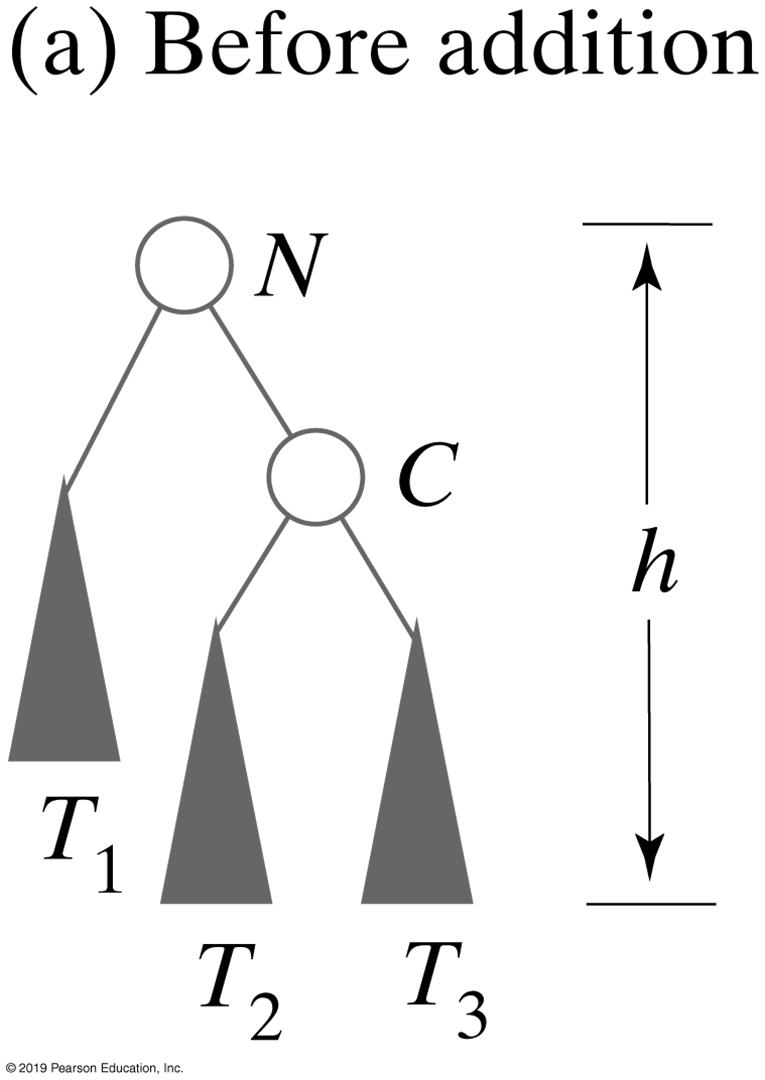 (a) Before addition
N
C
h
T1
T2 T3
© 2019 Pearson Education, Inc.